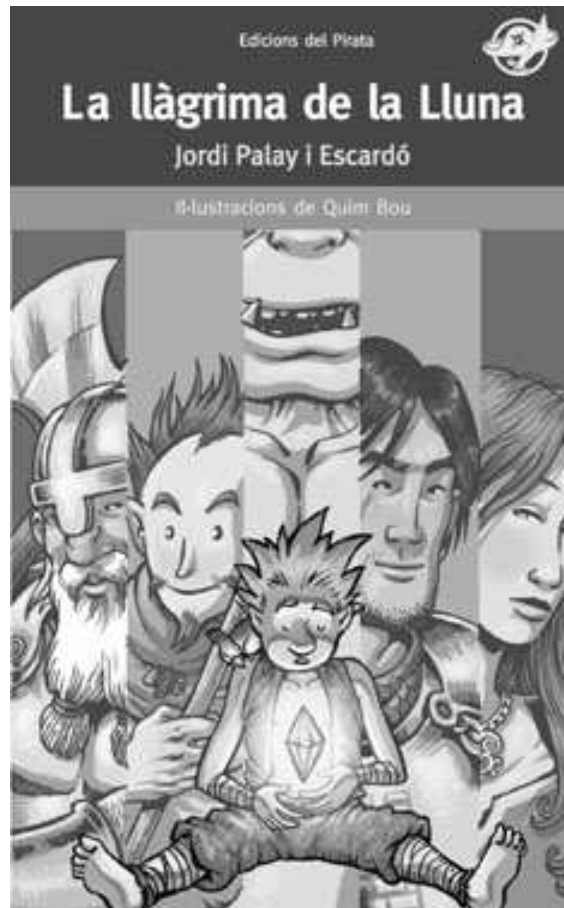 Edicions del Pirata
La llàgrima de la Lluna
Jordi Palay i Escardó
Il·lustracions de Quim Bou